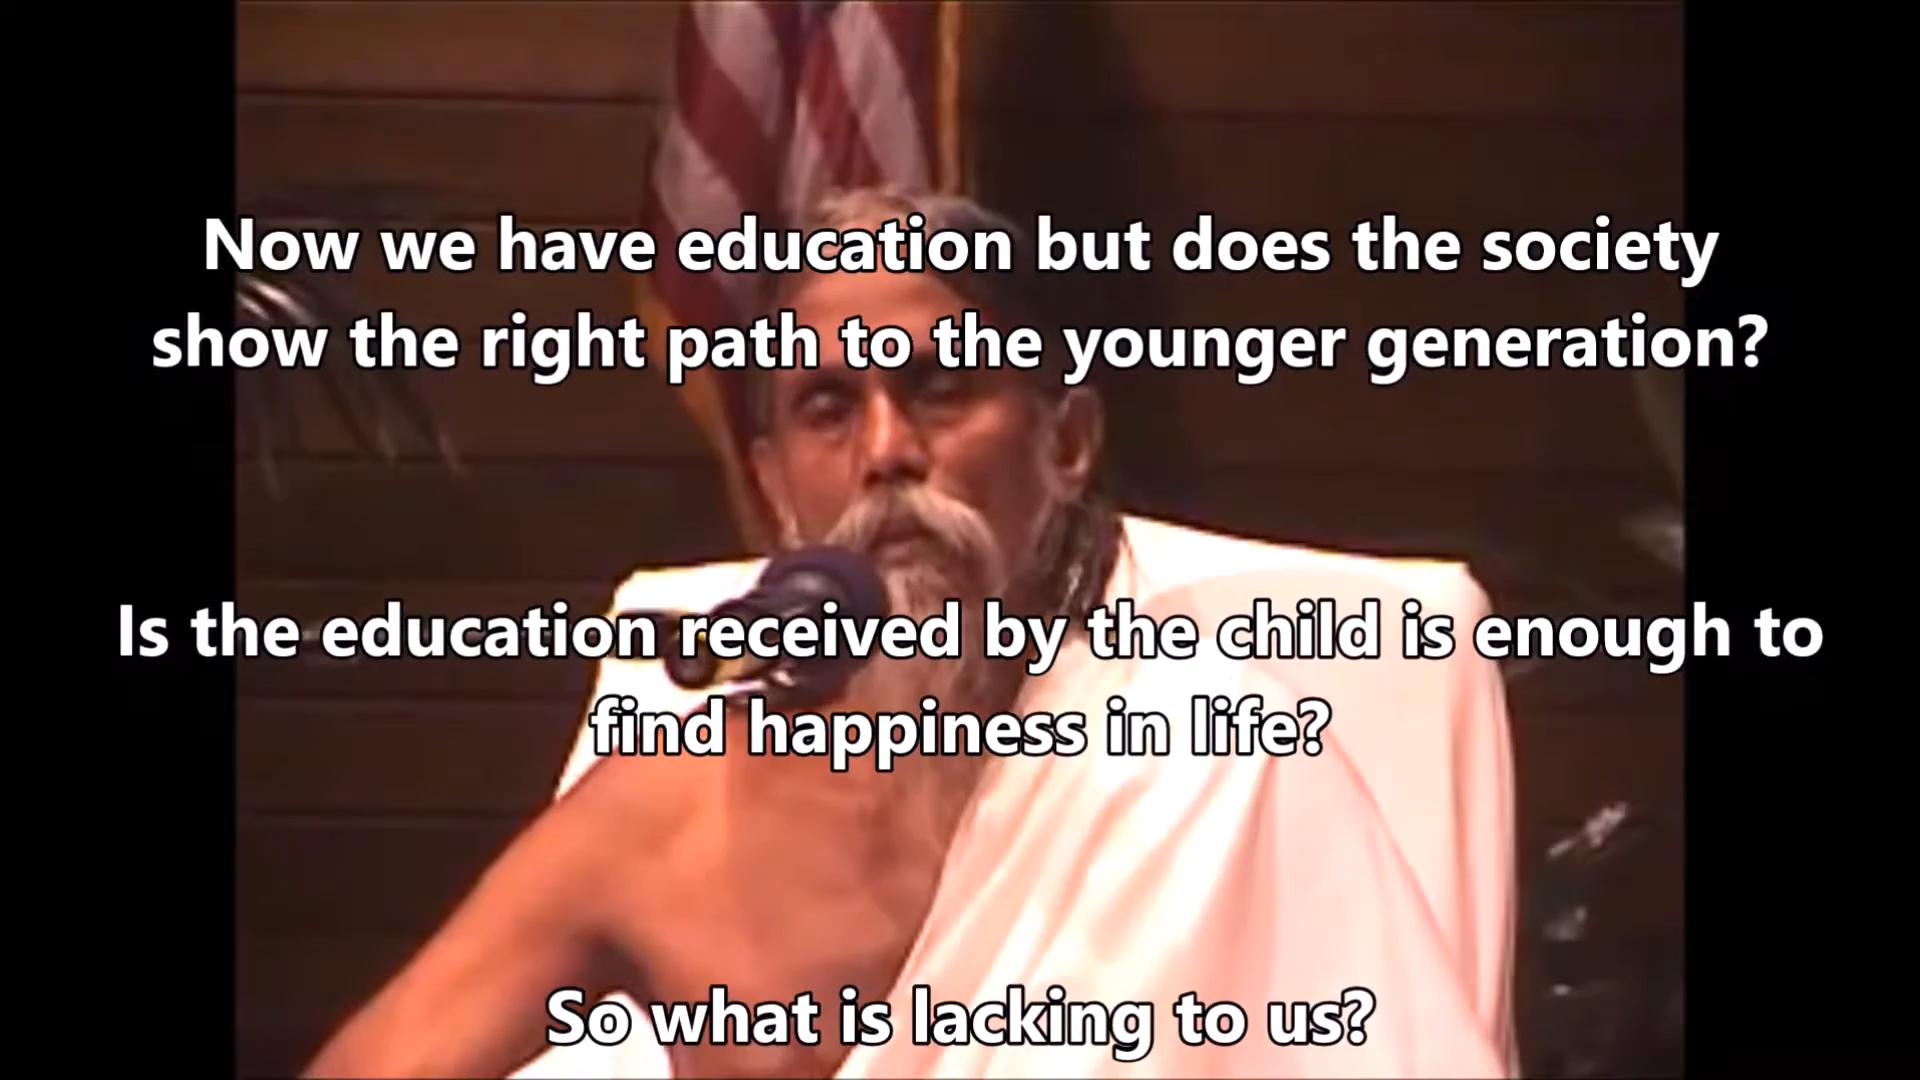 Now we have education but does the society
show the right path to the younger generation?
Is the education received by the child is enough to
find happiness in life?
So what is lacking to us?